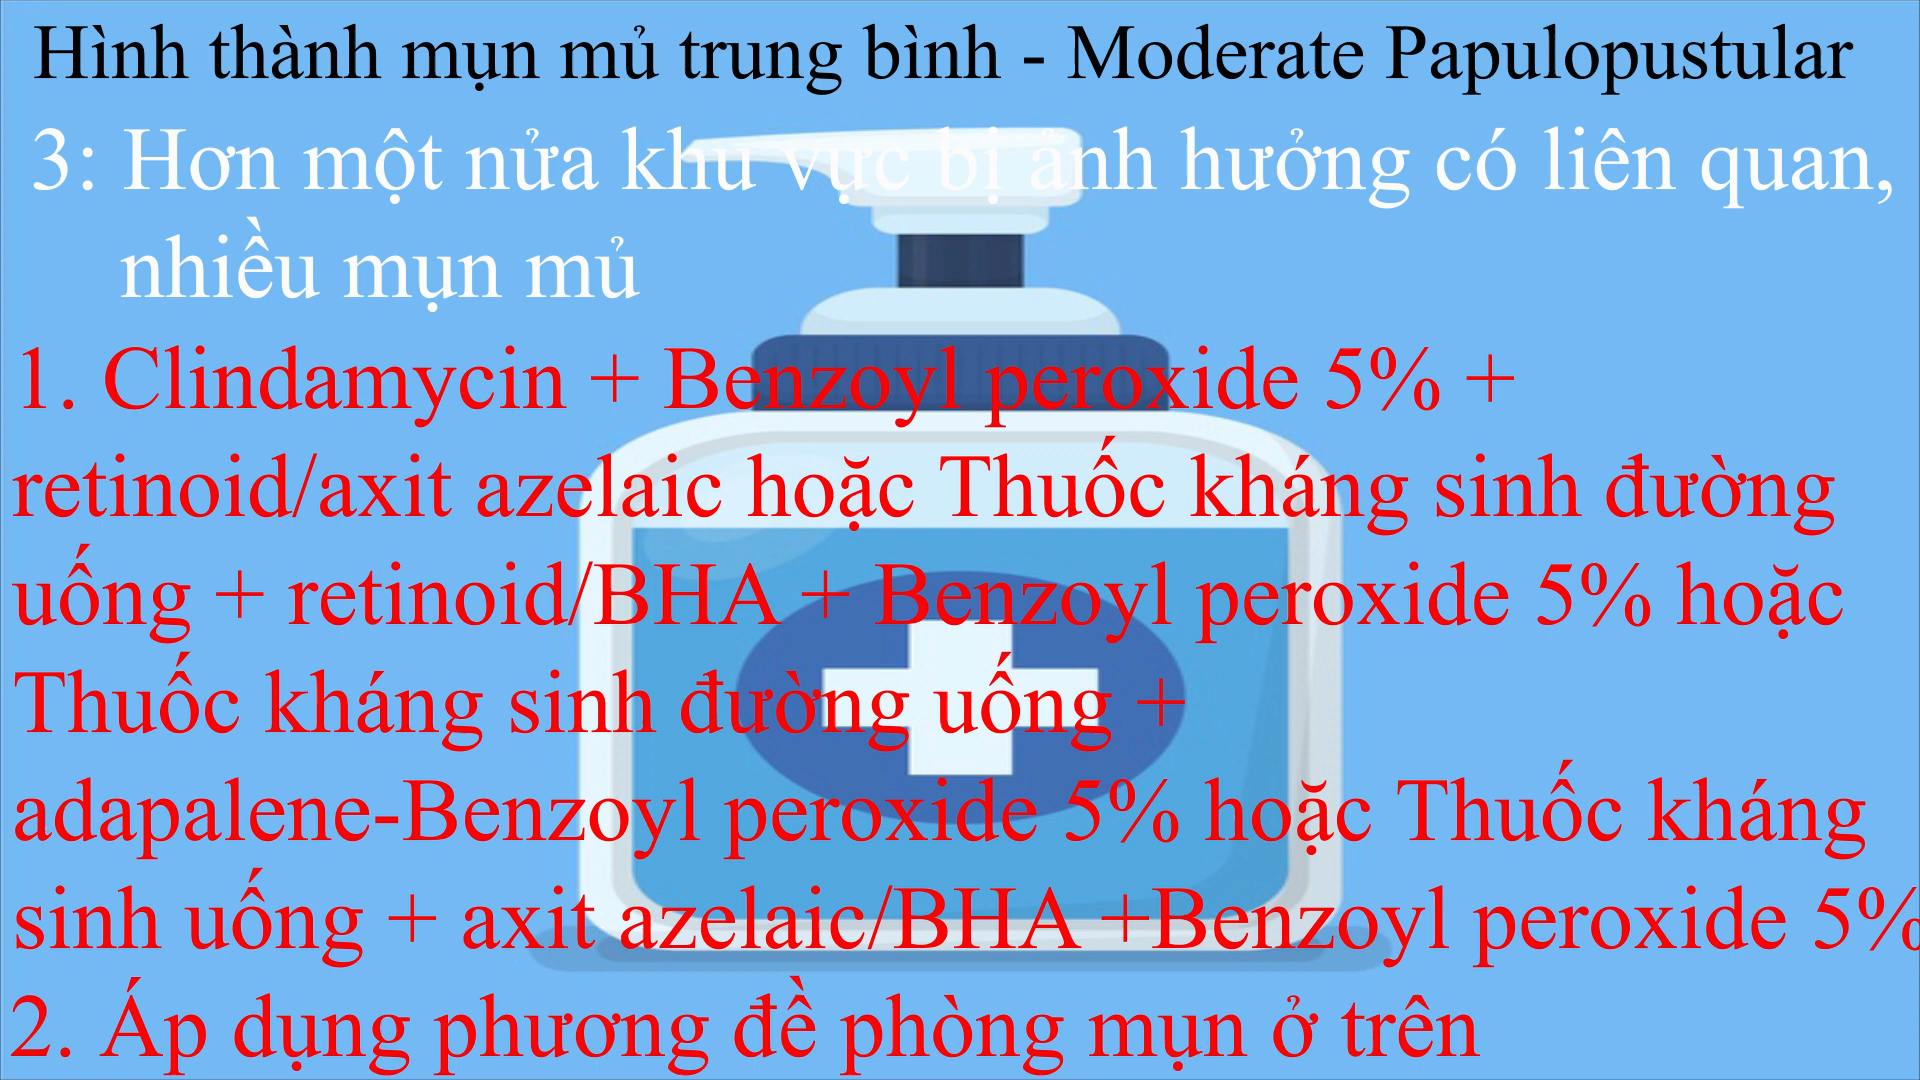 Hình thành mụn mủ trung bình - Moderate Papulopustular
3: Hơn một nửa khu vực bị ảnh hưởng có liên quan,
nhiều mụn mủ
1. Clindamycin + Benzoyl peroxide 5% +
retinoid/axit azelaic hoặc Thuốc kháng sinh đường
uống + retinoid/BHA + Benzoyl peroxide 5% hoặc
Thuốc kháng sinh đường uống +
adapalene-Benzoyl peroxide 5% hoặc Thuốc kháng
sinh uống + axit azelaic/BHA +Benzoyl peroxide 5%
2. Áp dụng phương đề phòng mụn ở trên